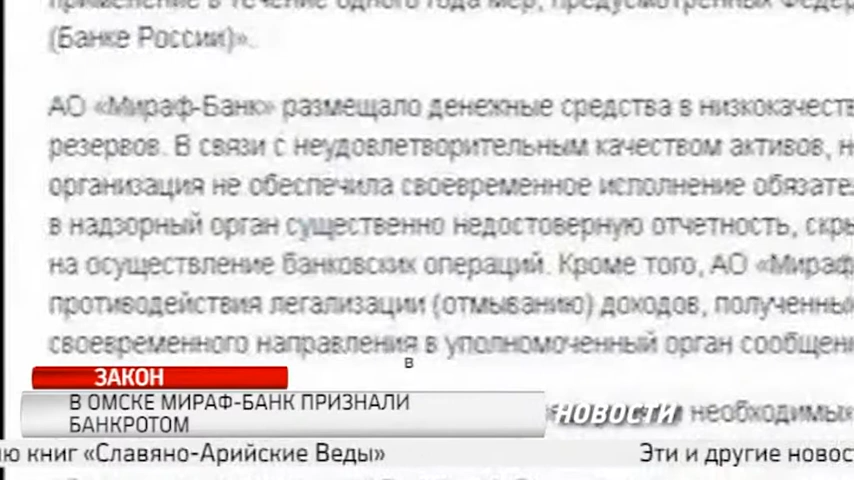 применение в течение одного года мер, предусмотренных Федер
(Банке России)».
АО «Мираф-Банк» размещало денежные средства в низкокачеств
резервов. В связи с неудовлетворительным качеством активов, н
организация не обеспечила своевременное исполнение обязате
в надзорный орган существенно недостоверную отчетность, скры
на осуществление банковских операций. Кроме того, АО «Мираф
противодействия легализации (отмыванию) доходов, полученных
своевременного направления в уполномоченный орган сообщени
в
ЗАКОН
В ОМСКЕ МИРАФ-БАНК ПРИЗНАЛИ
БАНКРОТОМ
НОВОСТИ
необходимых
ю книг «Славяно-Арийские Веды»
Эти и другие новос